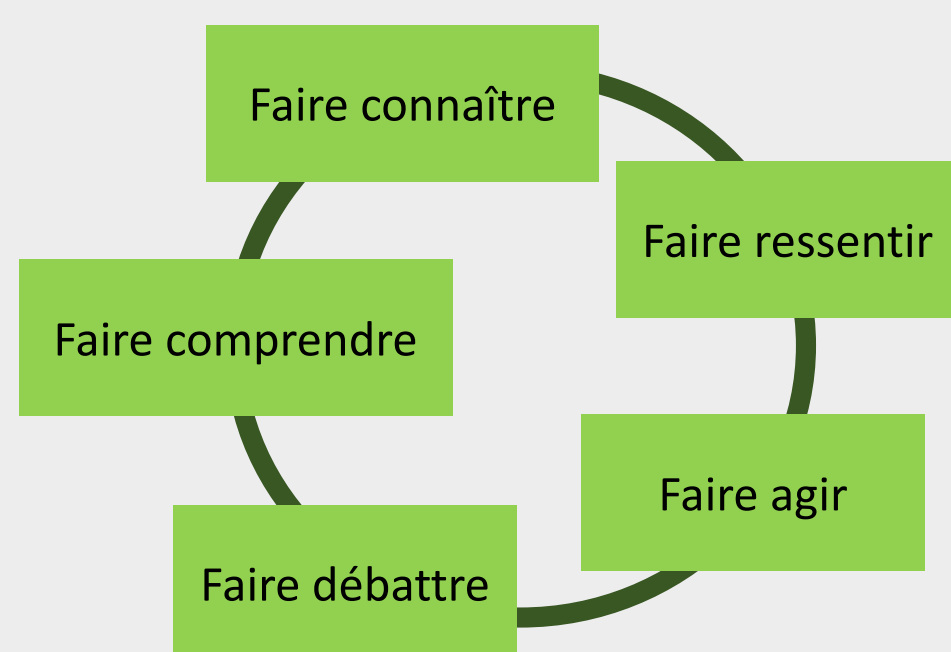 Faire connaître
Faire ressentir
Faire comprendre
Faire agir
Faire débattre